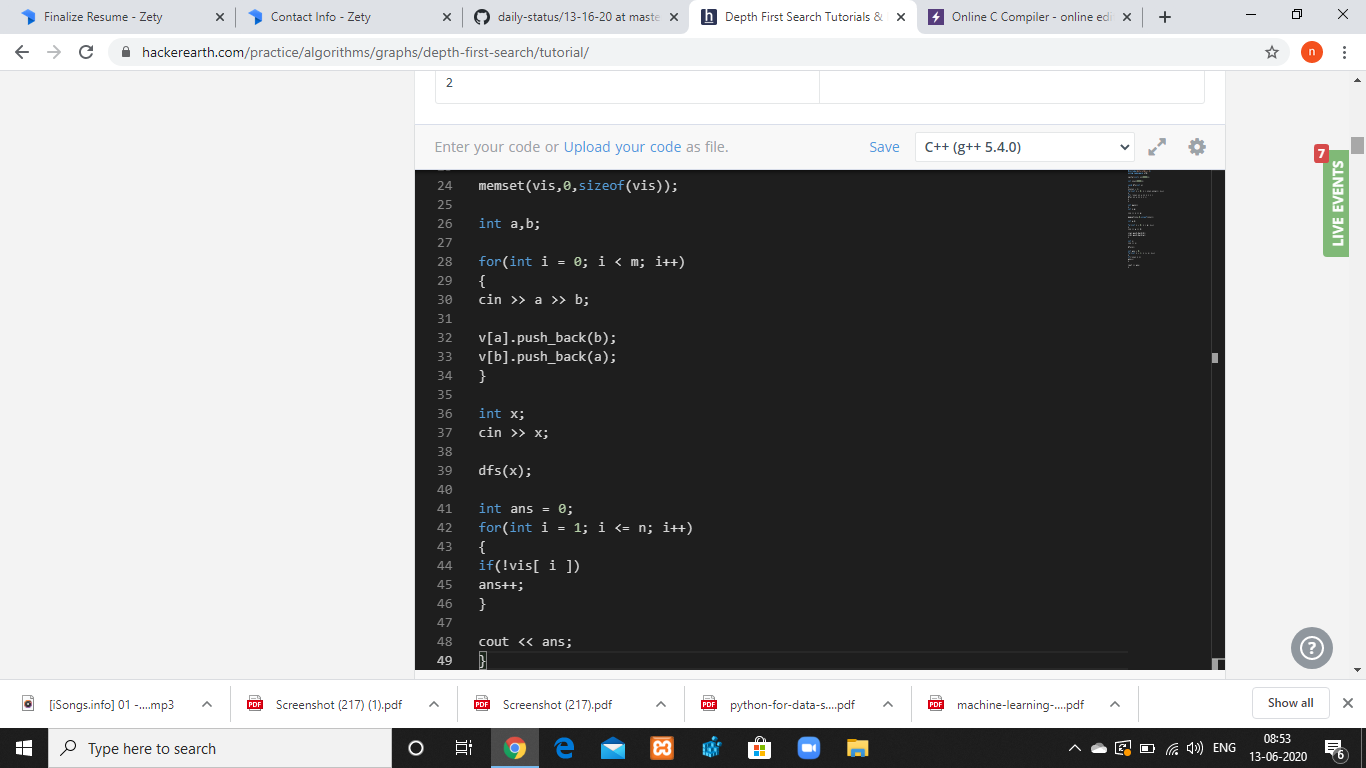 Finalize Resume - Zety
Contact Info - Zety
daily-status/13-16-20 at maste
Depth First Search Tutorials &
Online C Compiler - online edi
hackerearth.com/practice/algorithms/graphs/depth-first-search/tutorial/
n
2
Enter your code or Upload your code as file.
Save
C++ (g++ 5.4.0)
7
LIVE EVENTS
24 memset(vis,0,sizeof(vis));
25
26 int a,b;
27
28 for(int i = 0; i < m; i++)
29 {
30 cin >> a >> b;
31
32 v[a].push_back(b);
33 v[b].push_back(a);
34 }
35
36 int x;
37 cin >> x;
38
39 dfs(x);
40
41 int ans = 0;
42 for(int i = 1; i <= n; i++)
43 {
44 if(!vis[ i ])
45 ans++;
46 }
47
48 cout << ans;
49 }
?
[iSongs.info] 01 -....mp3
PDF
Screenshot (217) (1).pdf
PDF
Screenshot (217).pdf
PDF
python-for-data-s....pdf
PDF
machine-learning-....pdf
Show all
Type here to search
ENG
08:53
13-06-2020
6